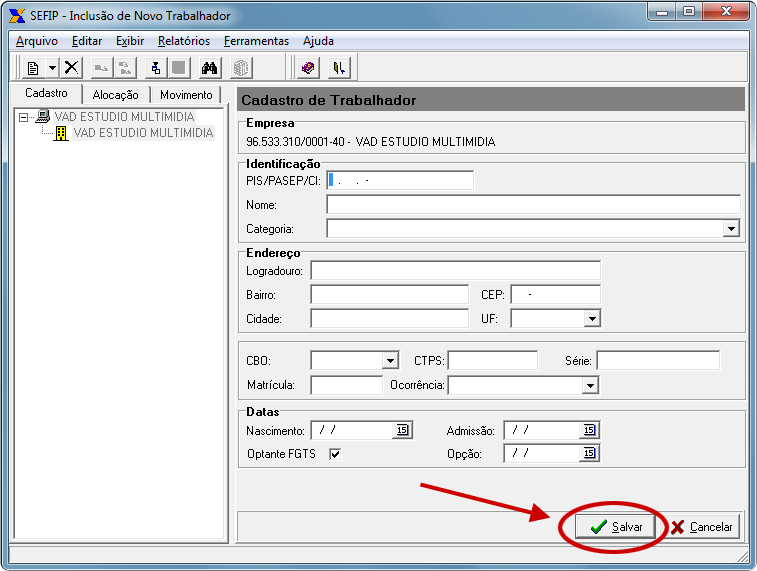 SEFIP - Inclusão de Novo Trabalhador
Arquivo Editar Exibir Relatórios Ferramentas Ajuda
Cadastro Alocação Movimento
VAD ESTUDIO MULTIMIDIA
VAD ESTUDIO MULTIMIDIA
Cadastro de Trabalhador
Empresa
96.533.310/0001-40 - VAD ESTUDIO MULTIMIDIA
Identificação
PIS/PASEP/CI: . . -
Nome:
Categoria:
Endereço
Logradouro:
Bairro: CEP: -
Cidade: UF:
CBO: CTPS: Série:
Matrícula: Ocorrência:
Datas
Nascimento: / / 15 Admissão: / / 15
Optante FGTS Opção: / / 15
Salvar Cancelar